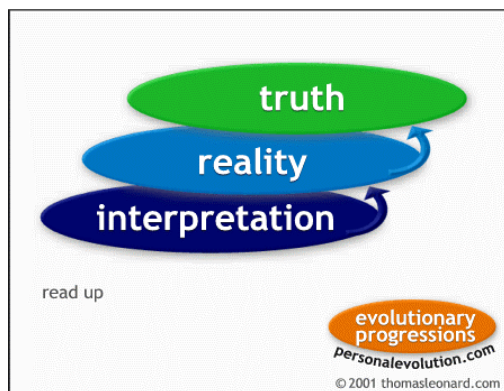 truth
reality
interpretation
read up
evolutionary
progressions
personalevolution.com
© 2001 thomasleonard.com